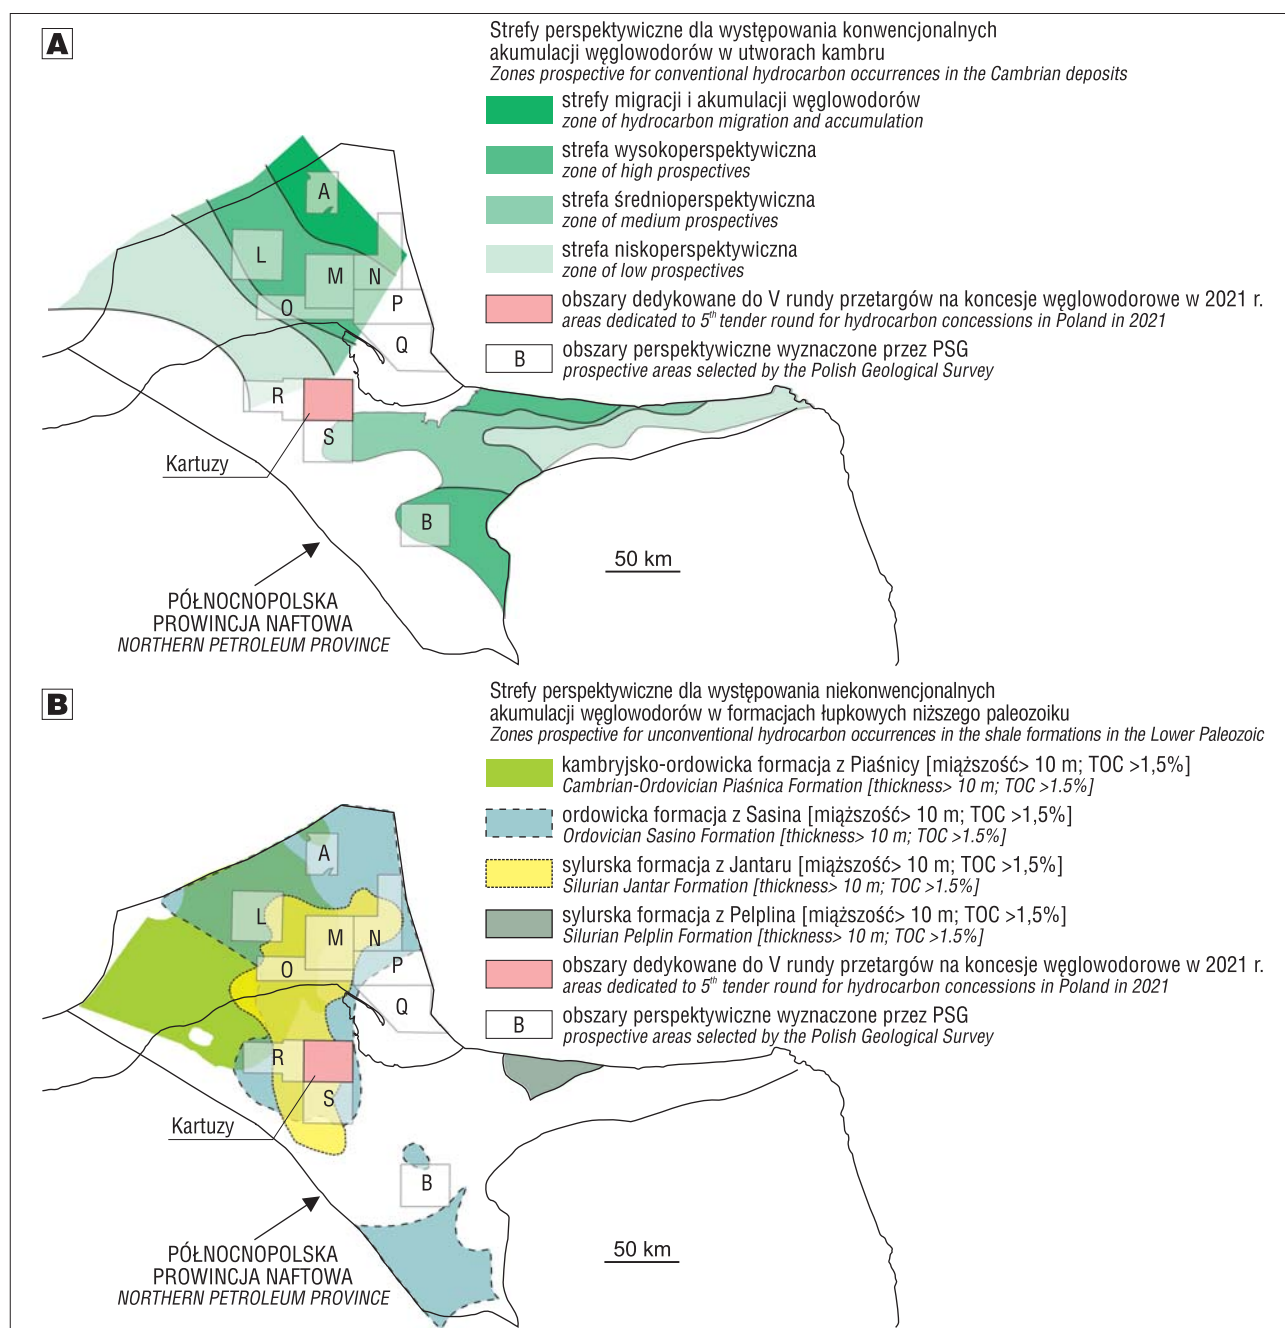 A
Strefy perspektywiczne dla występowania konwencjonalnych
akumulacji węglowodorów w utworach kambru
Zones prospective for conventional hydrocarbon occurrences in the Cambrian deposits
strefy migracji i akumulacji węglowodorów
zone of hydrocarbon migration and accumulation
strefa wysokoperspektywiczna
zone of high prospectives
strefa średnioperspektywiczna
zone of medium prospectives
strefa niskoperspektywiczna
zone of low prospectives
obszary dedykowane do V rundy przetargów na koncesje węglowodorowe w 2021 r.
areas dedicated to 5th tender round for hydrocarbon concessions in Poland in 2021
B
obszary perspektywiczne wyznaczone przez PSG
prospective areas selected by the Polish Geological Survey
A
L
M
N
O
P
Q
R
S
Kartuzy
B
50 km
PÓŁNOCNOPOLSKA
PROWINCJA NAFTOWA
NORTHERN PETROLEUM PROVINCE
B
Strefy perspektywiczne dla występowania niekonwencjonalnych
akumulacji węglowodorów w formacjach łupkowych niższego paleozoiku
Zones prospective for unconventional hydrocarbon occurrences in the shale formations in the Lower Paleozoic
kambryjsko-ordowicka formacja z Piaśnicy [miąższość> 10 m; TOC >1,5%]
Cambrian-Ordovician Piaśnica Formation [thickness> 10 m; TOC >1.5%]
ordowicka formacja z Sasina [miąższość> 10 m; TOC >1,5%]
Ordovician Sasino Formation [thickness> 10 m; TOC >1.5%]
sylurska formacja z Jantaru [miąższość> 10 m; TOC >1,5%]
Silurian Jantar Formation [thickness> 10 m; TOC >1.5%]
sylurska formacja z Pelplina [miąższość> 10 m; TOC >1,5%]
Silurian Pelplin Formation [thickness> 10 m; TOC >1.5%]
obszary dedykowane do V rundy przetargów na koncesje węglowodorowe w 2021 r.
areas dedicated to 5th tender round for hydrocarbon concessions in Poland in 2021
B
obszary perspektywiczne wyznaczone przez PSG
prospective areas selected by the Polish Geological Survey
A
L
M
N
O
P
Q
R
S
Kartuzy
B
50 km
PÓŁNOCNOPOLSKA
PROWINCJA NAFTOWA
NORTHERN PETROLEUM PROVINCE